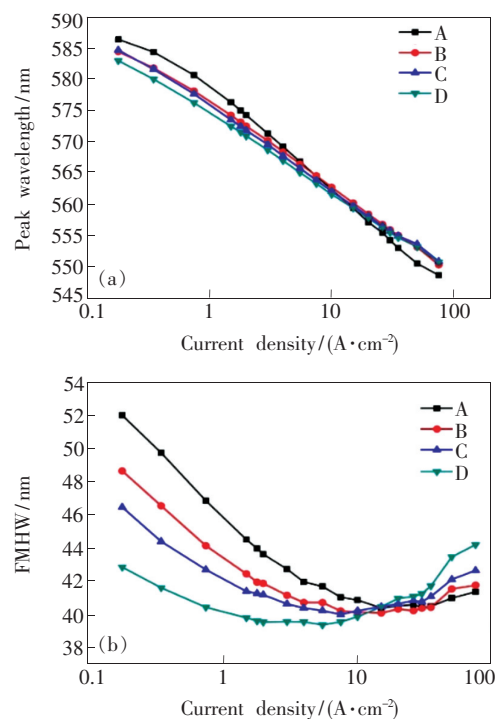 590
585
580
575
570
565
560
555
550
545
Peak wavelength/nm
A
B
C
D
(a)
0.1 1 10 100
Current density/(A·cm⁻²)
54
52
50
48
46
44
42
40
38
FMHW/nm
A
B
C
D
(b)
0.1 1 10 100
Current density/(A·cm⁻²)